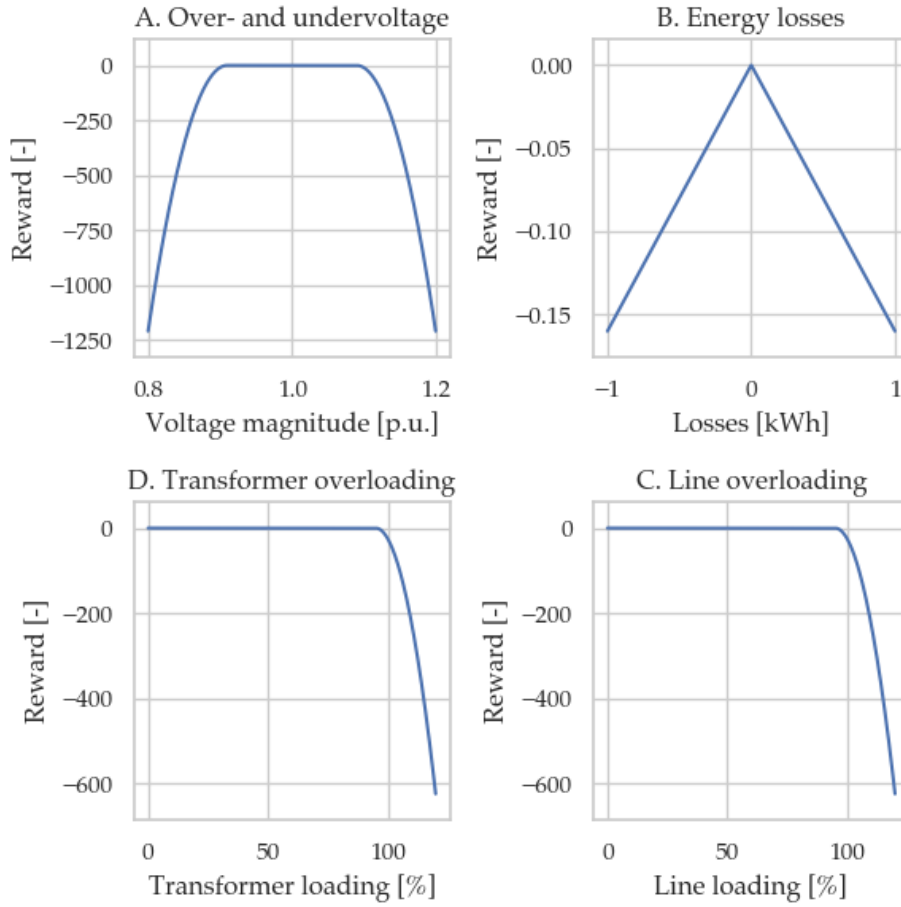 A. Over- and undervoltage
Reward [-]
0
−250
−500
−750
−1000
−1250
0.8 1.0 1.2
Voltage magnitude [p.u.]
B. Energy losses
Reward [-]
0.00
−0.05
−0.10
−0.15
−1 0 1
Losses [kWh]
D. Transformer overloading
Reward [-]
0
−200
−400
−600
0 50 100
Transformer loading [%]
C. Line overloading
Reward [-]
0
−200
−400
−600
0 50 100
Line loading [%]